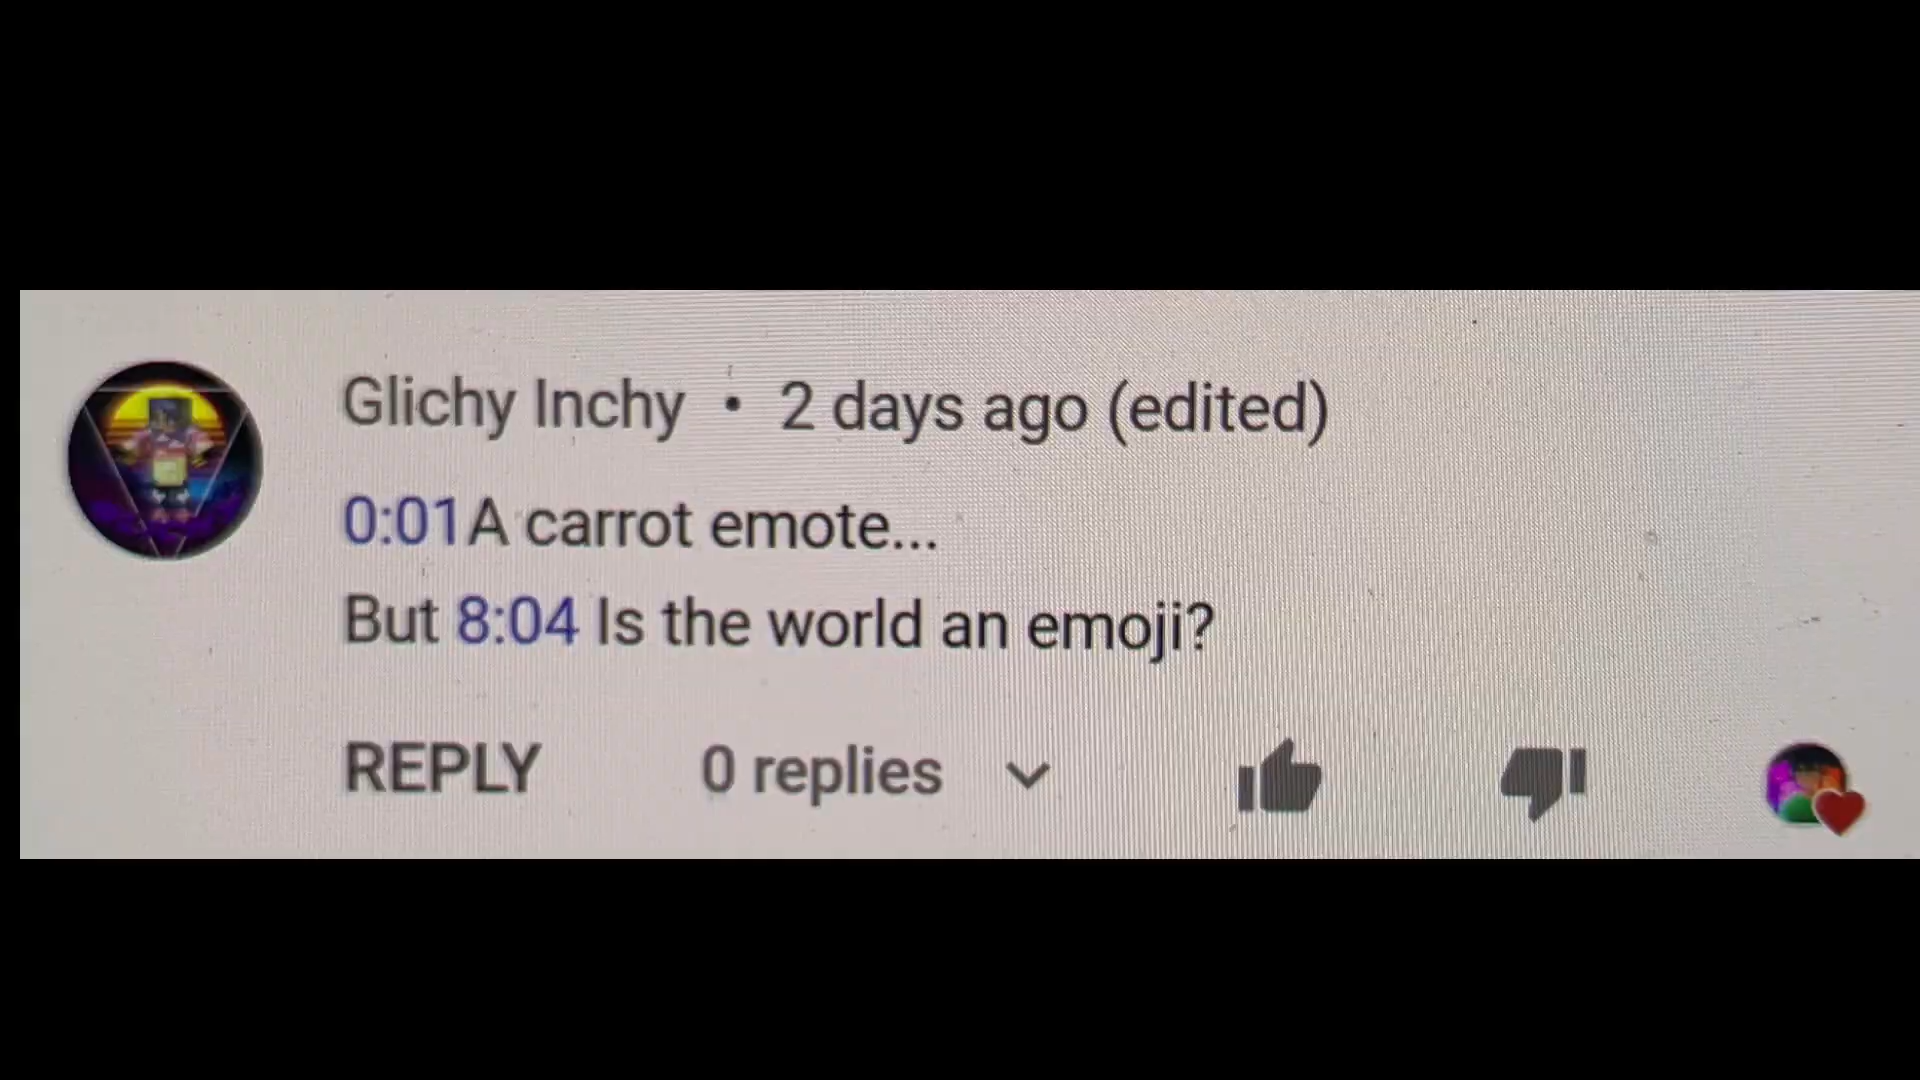 Glichy Inchy • 2 days ago (edited)
0:01 A carrot emote...
But 8:04 Is the world an emoji?
REPLY 0 replies